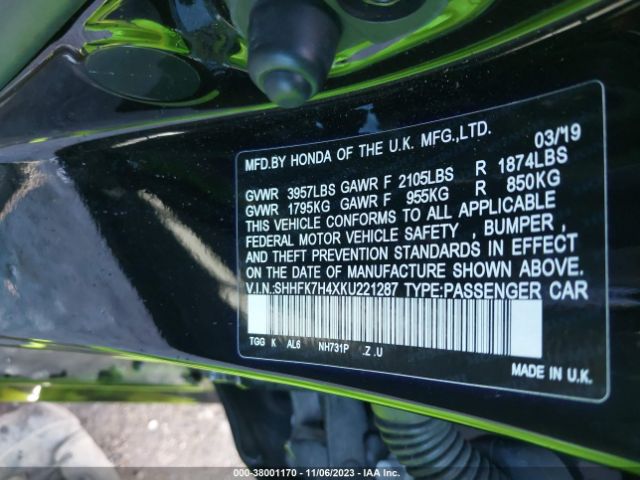 MFD.BY HONDA OF THE U.K. MFG.,LTD. 03/19
GVWR 3957LBS GAWR F 2105LBS R 1874LBS
GVWR 1795KG GAWR F 955KG R 850KG
THIS VEHICLE CONFORMS TO ALL APPLICABLE
FEDERAL MOTOR VEHICLE SAFETY , BUMPER ,
AND THEFT PREVENTION STANDARDS IN EFFECT
ON THE DATE OF MANUFACTURE SHOWN ABOVE.
V.I.N.:SHHFK7H4XKU221287 TYPE:PASSENGER CAR
TGG K AL6 NH731P .Z .U
MADE IN U.K.
000-38001170 - 11/06/2023 - IAA Inc.